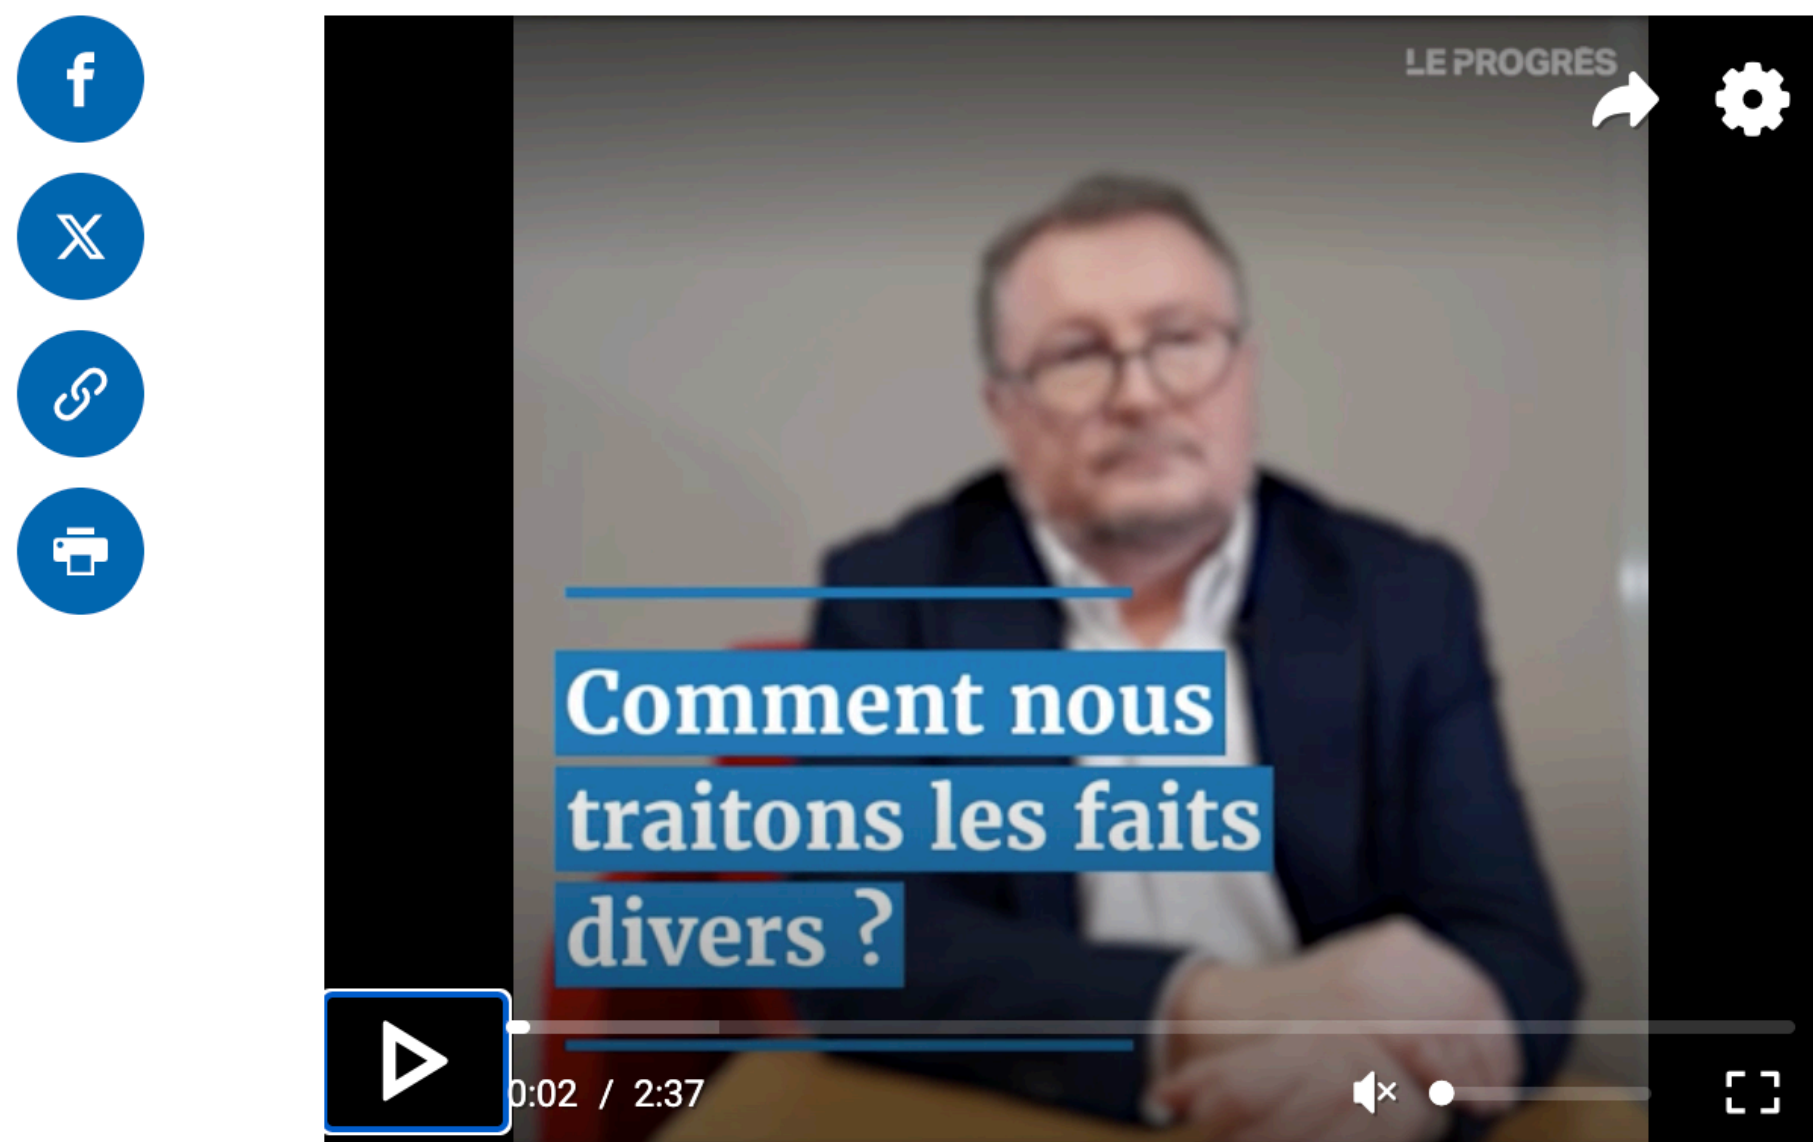 LE PROGRÈS
Comment nous
traitons les faits
divers ?
0:02 / 2:37